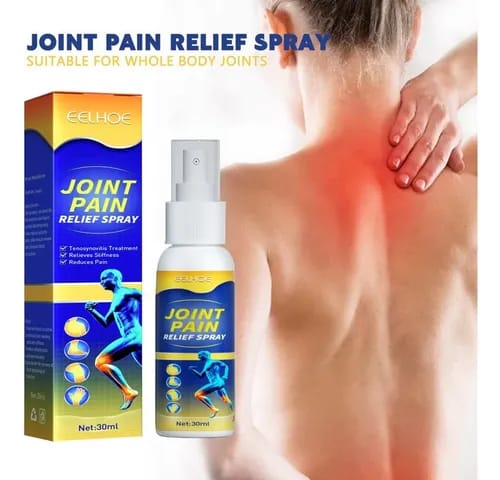 JOINT PAIN RELIEF SPRAY
SUITABLE FOR WHOLE BODY JOINTS
EELHOE
JOINT
PAIN
RELIEF SPRAY
Tenosynovitis Treatment
Relieves Stiffness
Reduces Pain
Net:30ml
EELHOE
JOINT
PAIN
RELIEF SPRAY
Net:30ml